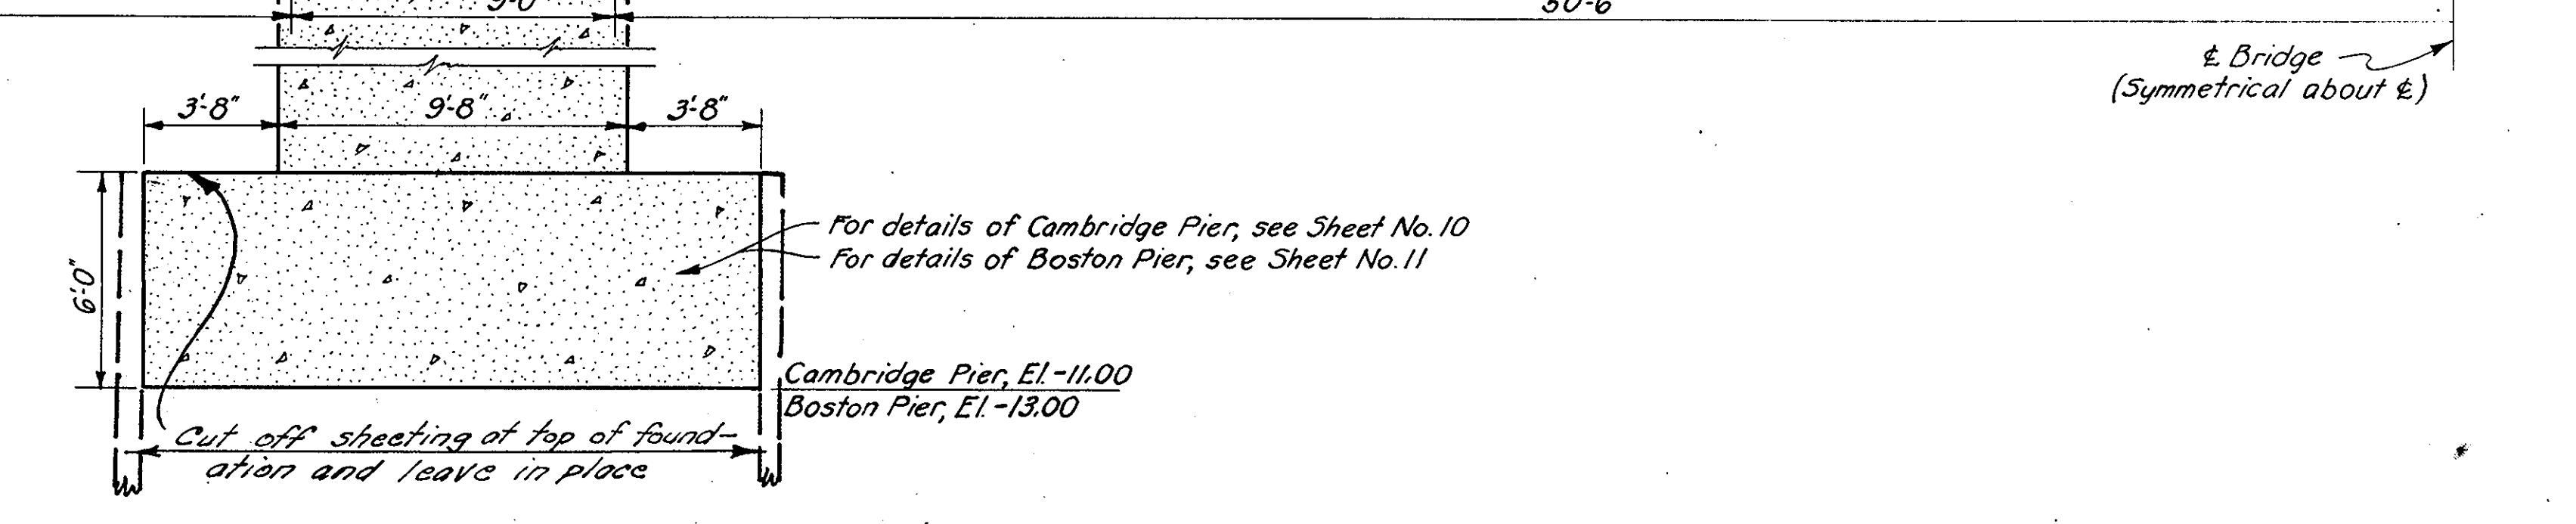 9'-0"
50'-6
℄ Bridge
(Symmetrical about ℄)
3'-8"
9'-8"
3'-8"
For details of Cambridge Pier, see Sheet No. 10
For details of Boston Pier, see Sheet No. 11
6'-0"
Cambridge Pier, El. -11.00
Boston Pier, El. -13.00
Cut off sheeting at top of found-
ation and leave in place